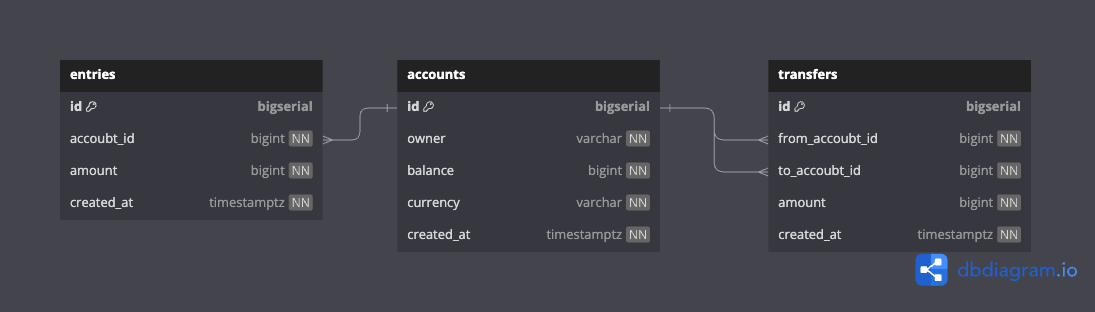 entries
id bigserial
accoubt_id bigint NN
amount bigint NN
created_at timestamptz NN
accounts
id bigserial
owner varchar NN
balance bigint NN
currency varchar NN
created_at timestamptz NN
transfers
id bigserial
from_accoubt_id bigint NN
to_accoubt_id bigint NN
amount bigint NN
created_at timestamptz NN
dbdiagram.io